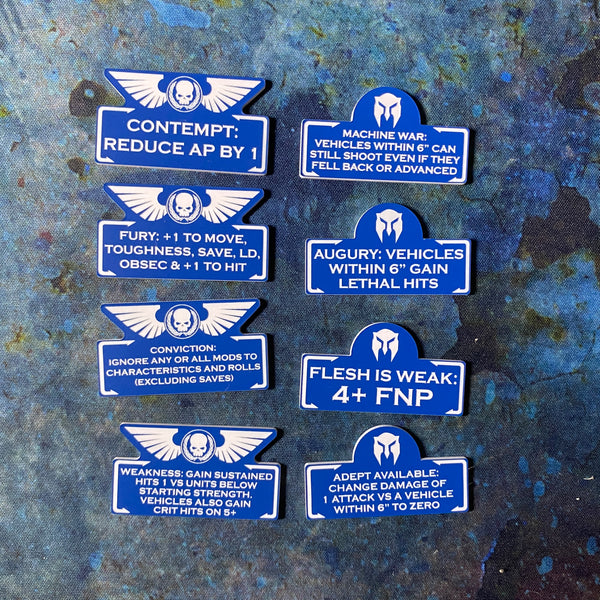 CONTEMPT:
REDUCE AP BY 1
FURY: +1 TO MOVE,
TOUGHNESS, SAVE, LD,
OBSEC & +1 TO HIT
CONVICTION:
IGNORE ANY OR ALL MODS TO
CHARACTERISTICS AND ROLLS
(EXCLUDING SAVES)
WEAKNESS: GAIN SUSTAINED
HITS 1 VS UNITS BELOW
STARTING STRENGTH.
VEHICLES ALSO GAIN
CRIT HITS ON 5+
MACHINE WAR:
VEHICLES WITHIN 6” CAN
STILL SHOOT EVEN IF THEY
FELL BACK OR ADVANCED
AUGURY: VEHICLES
WITHIN 6” GAIN
LETHAL HITS
FLESH IS WEAK:
4+ FNP
ADEPT AVAILABLE:
CHANGE DAMAGE OF
1 ATTACK VS A VEHICLE
WITHIN 6” TO ZERO